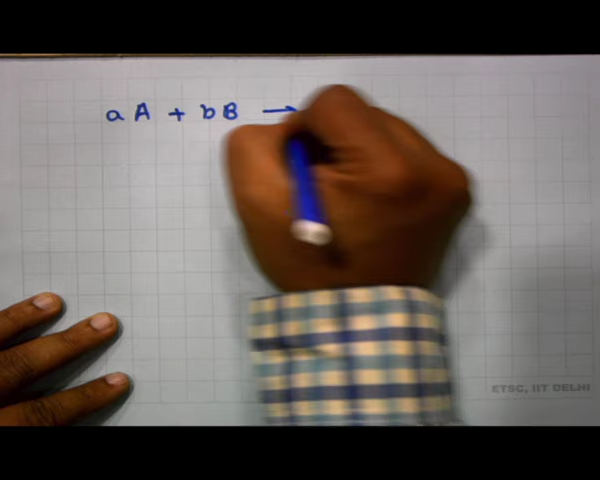 aA + bB →
ETSC, IIT DELHI